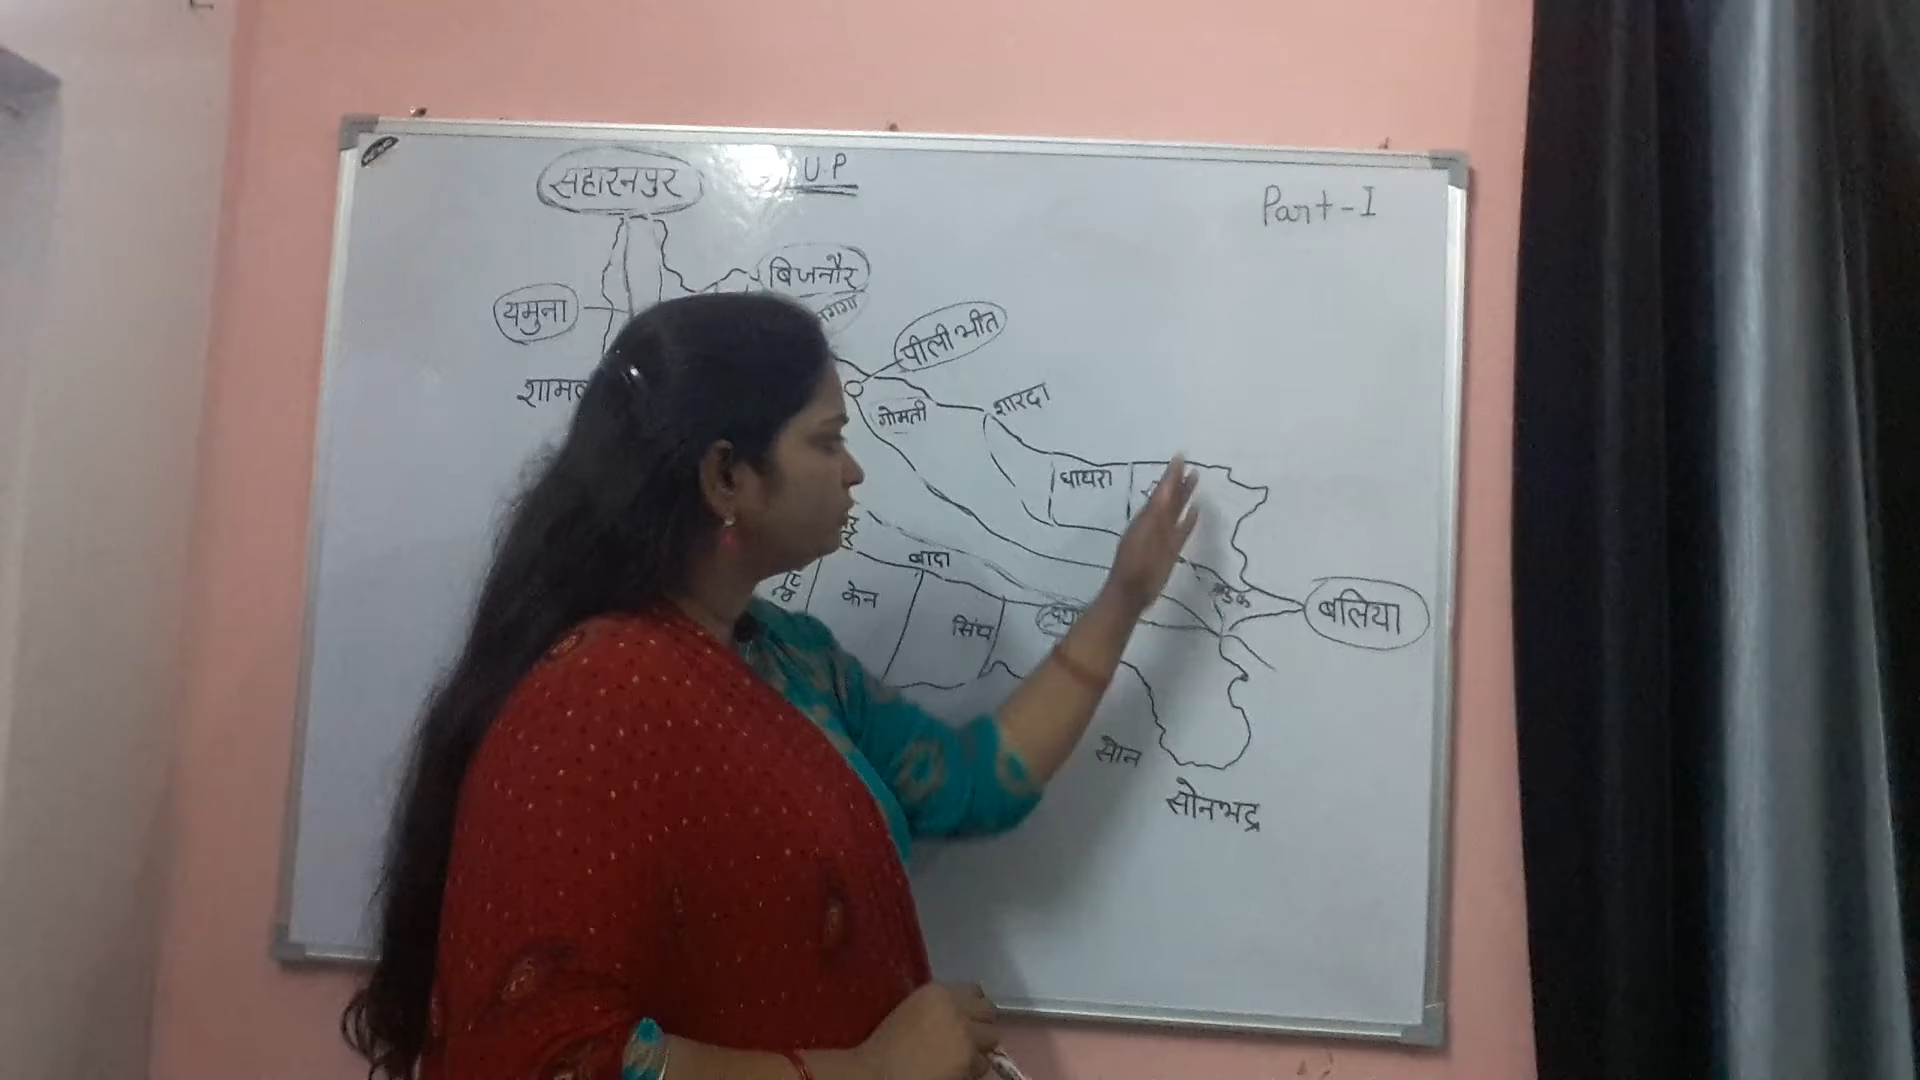 सहारनपुर
U.P
Part-I
बिजनौर
यमुना
पीलीभीत
शारदा
गोमती
घाघरा
बादा
केन
सिंध
बलिया
सोन
सोनभद्र